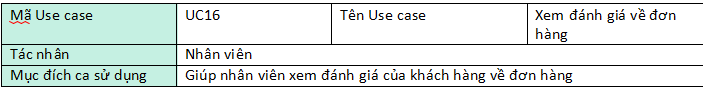 Mã Use case UC16 Tên Use case Xem đánh giá về đơn
hàng
Tác nhân Nhân viên
Mục đích ca sử dụng Giúp nhân viên xem đánh giá của khách hàng về đơn hàng